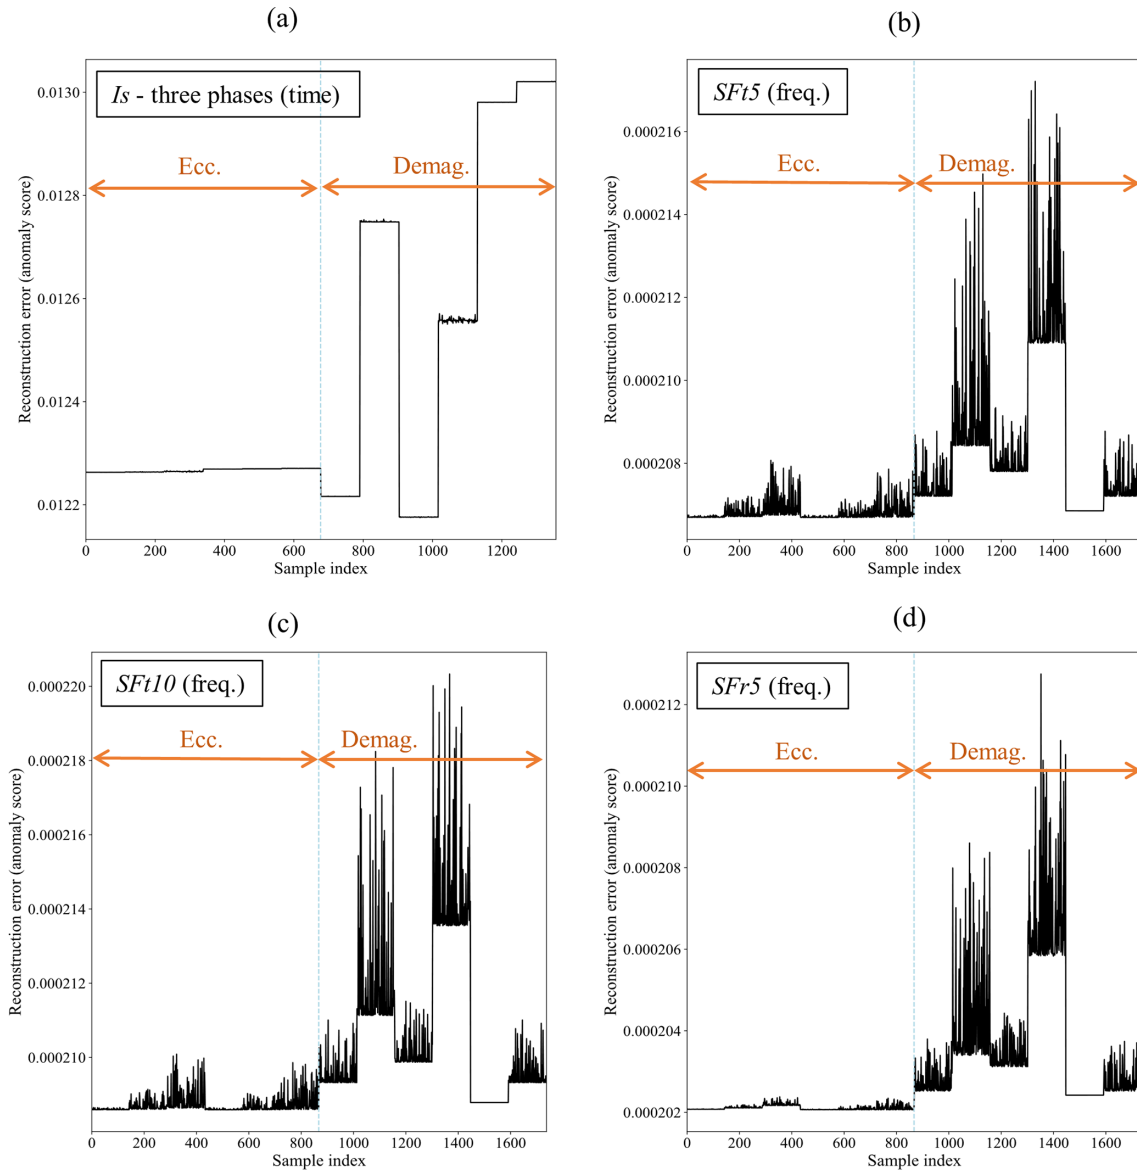 (a)
Is - three phases (time)
Ecc.
Demag.
Reconstruction error (anomaly score)
0.0130
0.0128
0.0126
0.0124
0.0122
0 200 400 600 800 1000 1200
Sample index
(b)
SFt5 (freq.)
Ecc.
Demag.
Reconstruction error (anomaly score)
0.000216
0.000214
0.000212
0.000210
0.000208
0 200 400 600 800 1000 1200 1400 1600
Sample index
(c)
SFt10 (freq.)
Ecc.
Demag.
Reconstruction error (anomaly score)
0.000220
0.000218
0.000216
0.000214
0.000212
0.000210
0 200 400 600 800 1000 1200 1400 1600
Sample index
(d)
SFr5 (freq.)
Ecc.
Demag.
Reconstruction error (anomaly score)
0.000212
0.000210
0.000208
0.000206
0.000204
0.000202
0 200 400 600 800 1000 1200 1400 1600
Sample index